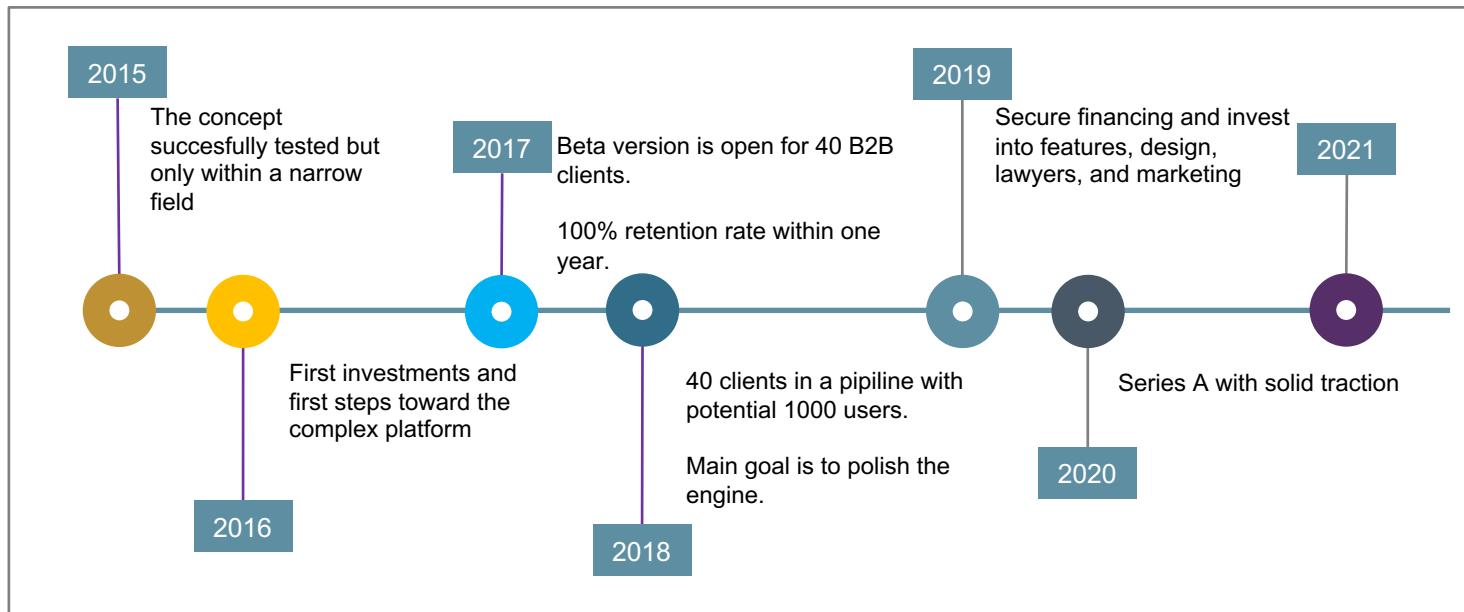 2015
The concept
succesfully tested but
only within a narrow
field
2016
First investments and
first steps toward the
complex platform
2017
Beta version is open for 40 B2B
clients.
100% retention rate within one
year.
2018
40 clients in a pipiline with
potential 1000 users.
Main goal is to polish the
engine.
2019
Secure financing and invest
into features, design,
lawyers, and marketing
2020
Series A with solid traction
2021